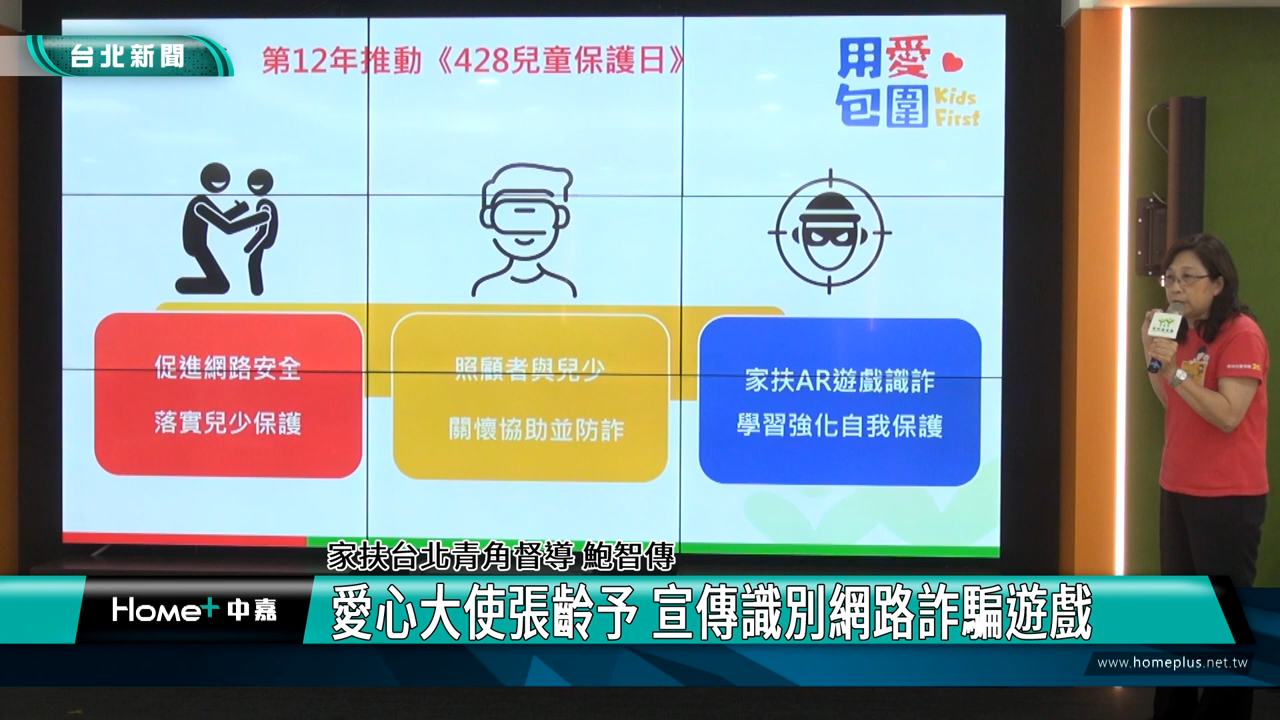 台北新聞
第12年推動《428兒童保護日》
用愛
包圍
Kids
First
促進網路安全
落實兒少保護
照顧者與兒少
關懷協助並防詐
家扶AR遊戲識詐
學習強化自我保護
家扶台北青角督導 鮑智傳
Home+ 中嘉
愛心大使張齡予 宣傳識別網路詐騙遊戲
www.homeplus.net.tw